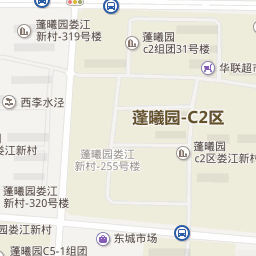 蓬曦园娄江
新村-319号楼
蓬曦园
c2组团31号楼
华联超市
西李水泾
蓬曦园-C2区
蓬曦园娄江
新村-255号楼
蓬曦园
c2区娄江新村
娄江新村
蓬曦园娄江
新村-320号楼
娄江新村
东城市场
蓬曦园C5-1组团